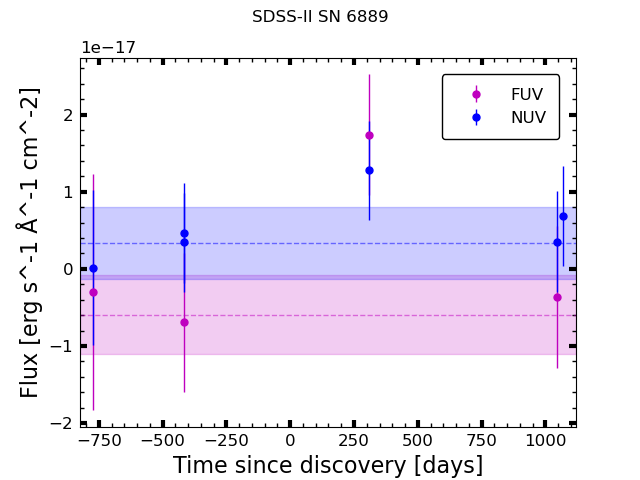 SDSS-II SN 6889
1e−17
FUV
NUV
2
1
0
−1
−2
Flux [erg s^-1 Å^-1 cm^-2]
−750 −500 −250 0 250 500 750 1000
Time since discovery [days]